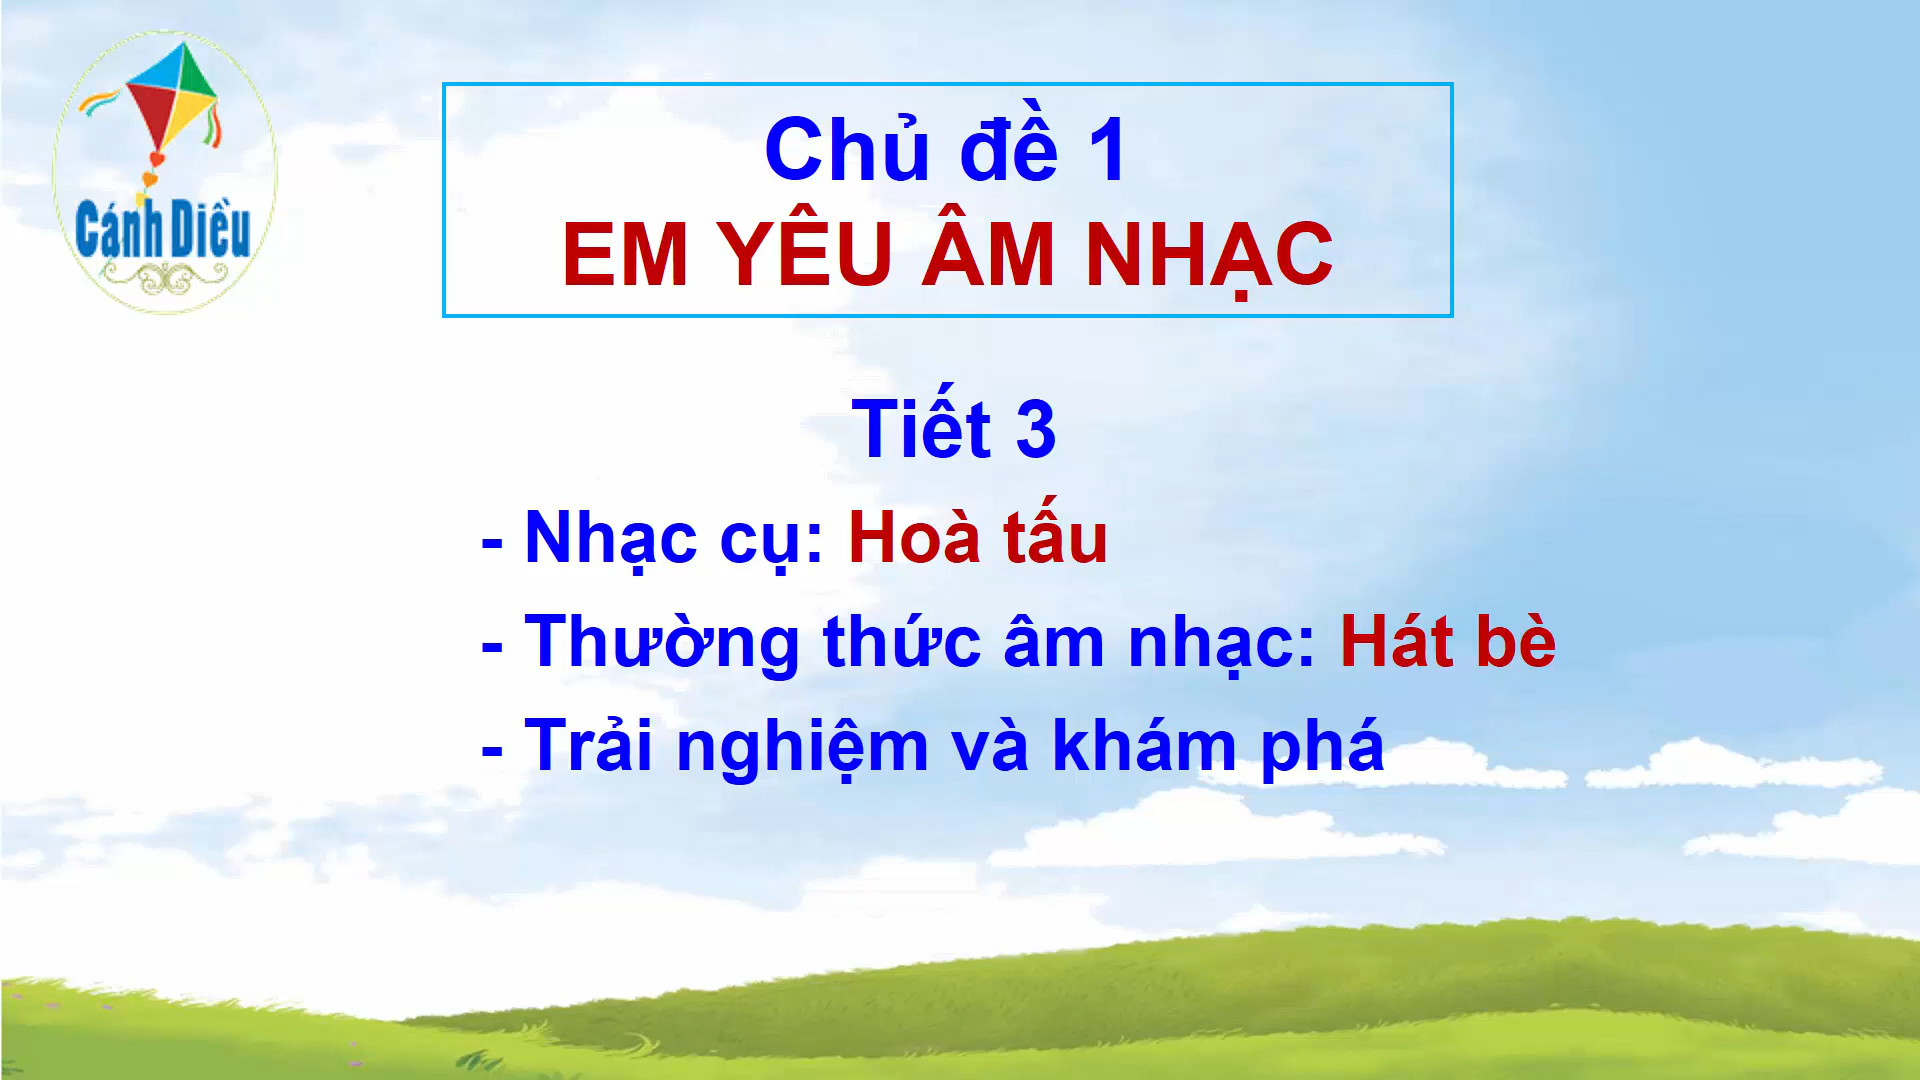 Cánh Diều
Chủ đề 1
EM YÊU ÂM NHẠC
Tiết 3
- Nhạc cụ: Hoà tấu
- Thường thức âm nhạc: Hát bè
- Trải nghiệm và khám phá